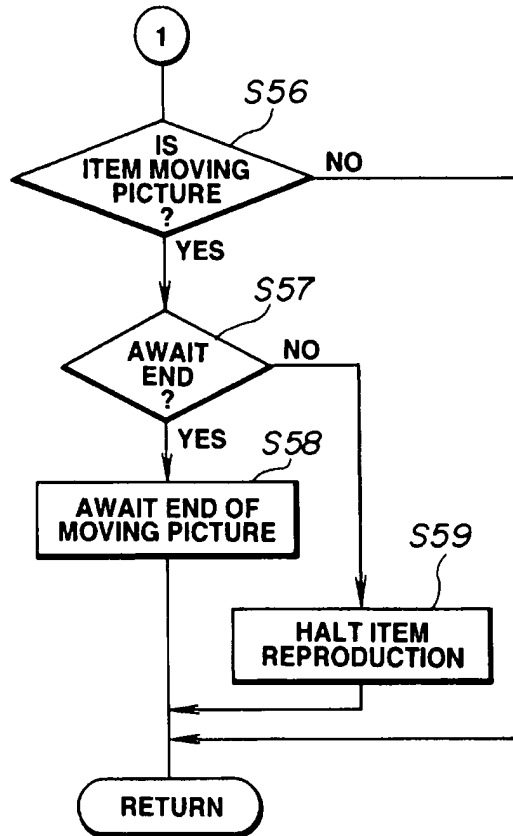 1
S56
IS
ITEM MOVING
PICTURE
?
NO
YES
S57
AWAIT
END
?
NO
YES
S58
AWAIT END OF
MOVING PICTURE
S59
HALT ITEM
REPRODUCTION
RETURN